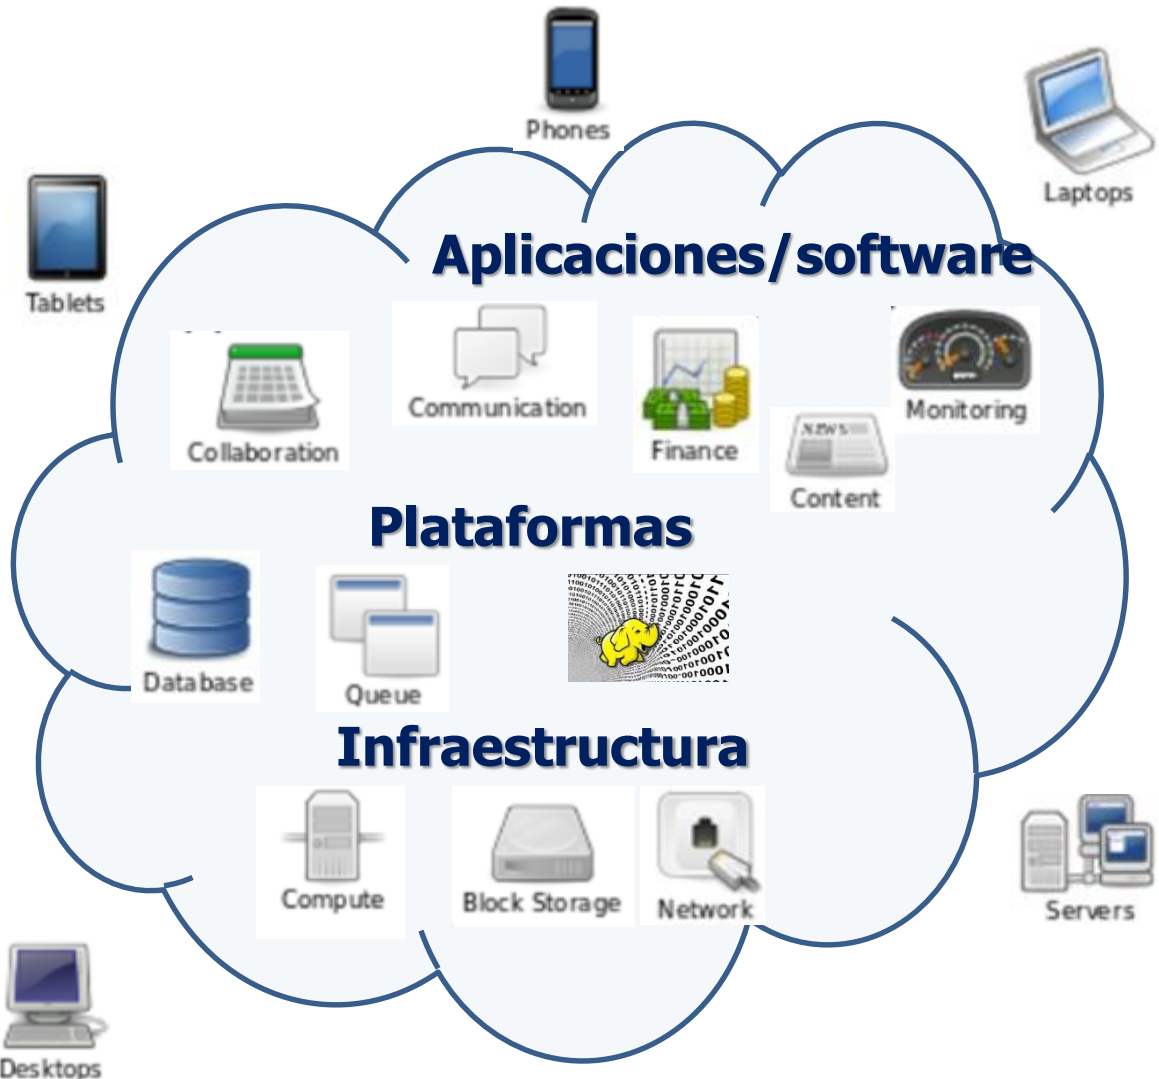 Phones
Laptops
Tablets
Aplicaciones/software
Collaboration
Communication
Finance
Monitoring
NEWS
Content
Plataformas
Database
Queue
Infraestructura
Compute
Block Storage
Network
Servers
Desktops